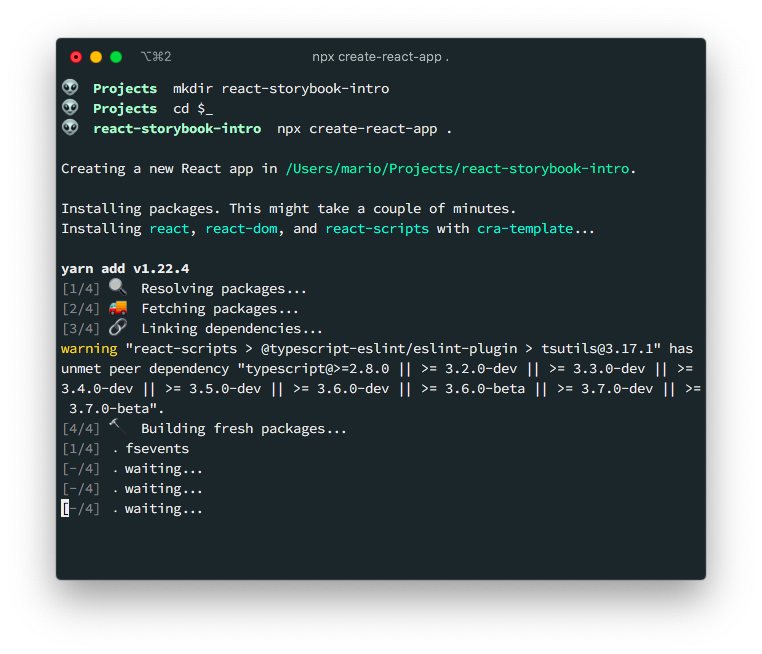 ⌥⌘2 npx create-react-app .
👽 Projects mkdir react-storybook-intro
👽 Projects cd $_
👽 react-storybook-intro npx create-react-app .
Creating a new React app in /Users/mario/Projects/react-storybook-intro.
Installing packages. This might take a couple of minutes.
Installing react, react-dom, and react-scripts with cra-template...
yarn add v1.22.4
[1/4] 🔍 Resolving packages...
[2/4] 🚚 Fetching packages...
[3/4] 🔗 Linking dependencies...
warning "react-scripts > @typescript-eslint/eslint-plugin > tsutils@3.17.1" has
unmet peer dependency "typescript@>=2.8.0 || >= 3.2.0-dev || >= 3.3.0-dev || >=
3.4.0-dev || >= 3.5.0-dev || >= 3.6.0-dev || >= 3.6.0-beta || >= 3.7.0-dev || >=
3.7.0-beta".
[4/4] 🔨 Building fresh packages...
[1/4] . fsevents
[-/4] . waiting...
[-/4] . waiting...
[-/4] . waiting...